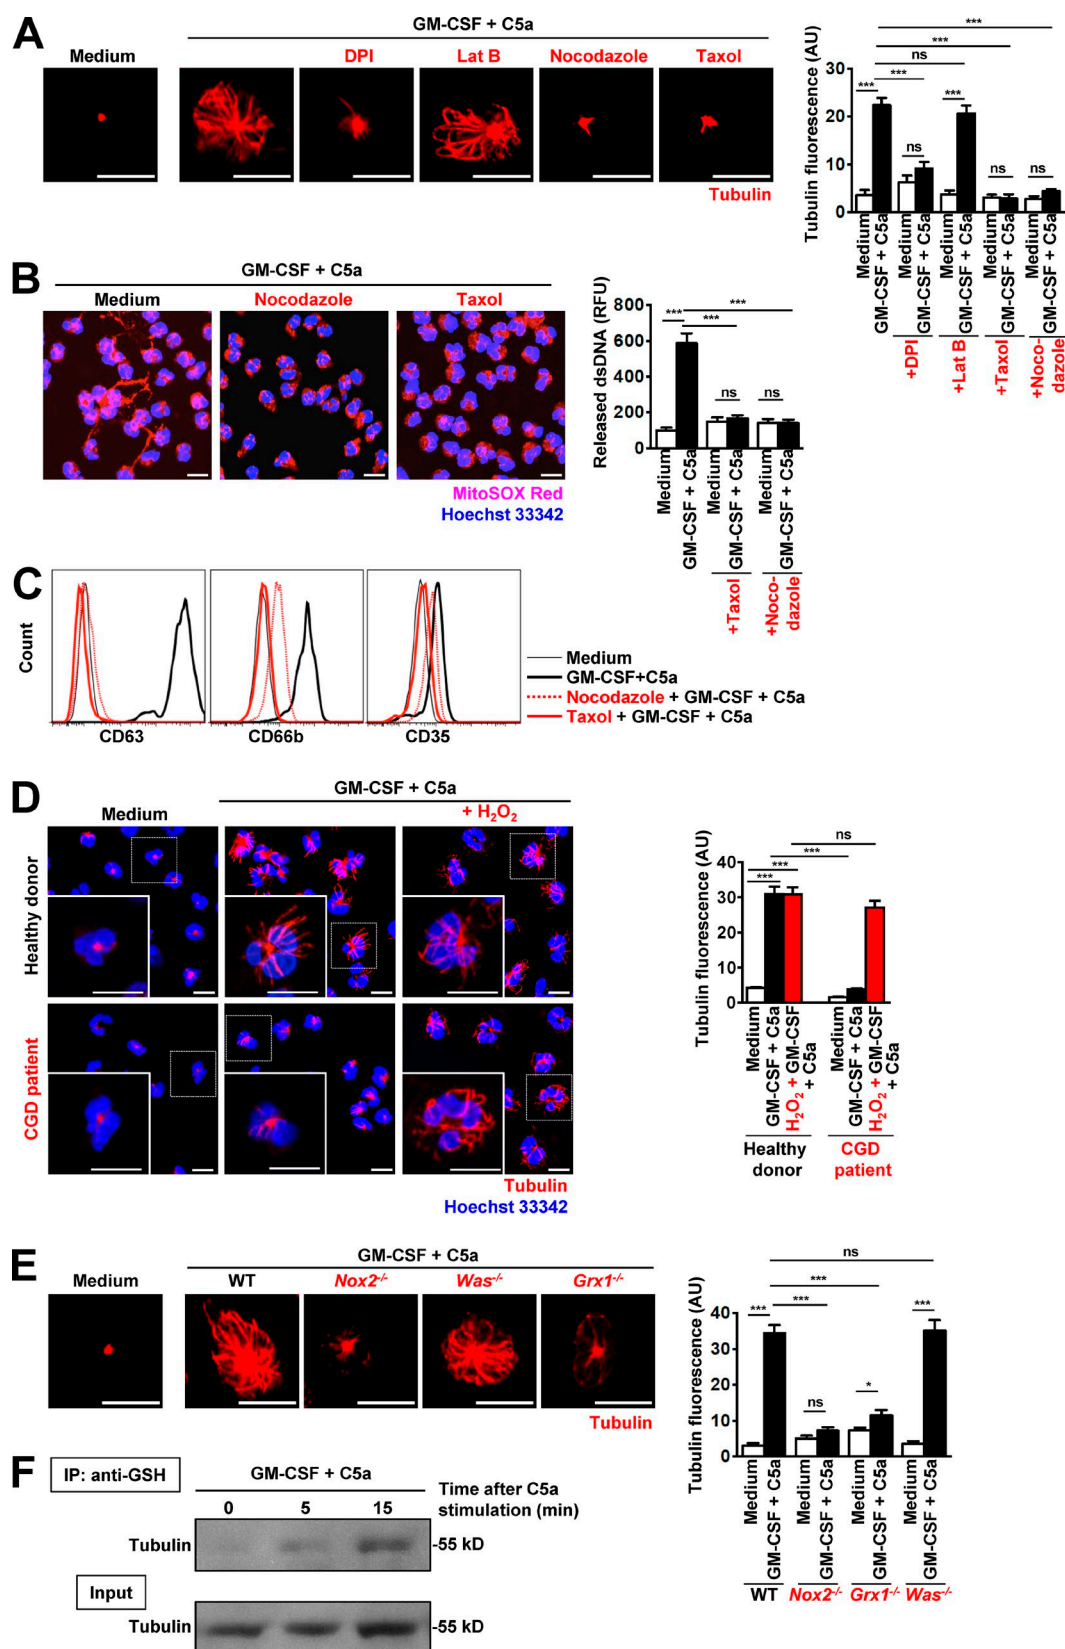 A
GM-CSF + C5a
Medium
DPI
Lat B
Nocodazole
Taxol
Tubulin
Tubulin fluorescence (AU)
30
20
10
0
***
***
ns
***
***
ns
***
ns
ns
Medium
GM-CSF + C5a
Medium
GM-CSF + C5a
Medium
GM-CSF + C5a
Medium
GM-CSF + C5a
Medium
GM-CSF + C5a
+DPI
+Lat B
+Taxol
+Noco-
dazole
B
GM-CSF + C5a
Medium
Nocodazole
Taxol
MitoSOX Red
Hoechst 33342
Released dsDNA (RFU)
800
600
400
200
0
***
***
***
ns
ns
Medium
GM-CSF + C5a
Medium
GM-CSF + C5a
Medium
GM-CSF + C5a
+Taxol
+Noco-
dazole
C
Count
CD63
CD66b
CD35
Medium
GM-CSF+C5a
Nocodazole + GM-CSF + C5a
Taxol + GM-CSF + C5a
D
GM-CSF + C5a
Medium
+ H₂O₂
Healthy donor
CGD patient
Tubulin
Hoechst 33342
Tubulin fluorescence (AU)
40
30
20
10
0
ns
***
***
***
Medium
GM-CSF + C5a
H₂O₂ + GM-CSF
+ C5a
Medium
GM-CSF + C5a
H₂O₂ + GM-CSF
+ C5a
Healthy
donor
CGD
patient
E
GM-CSF + C5a
Medium
WT
Nox2-/-
Was-/-
Grx1-/-
Tubulin
Tubulin fluorescence (AU)
40
30
20
10
0
ns
***
***
***
ns
*
***
Medium
GM-CSF + C5a
Medium
GM-CSF + C5a
Medium
GM-CSF + C5a
Medium
GM-CSF + C5a
WT
Nox2-/-
Grx1-/-
Was-/-
F
IP: anti-GSH
GM-CSF + C5a
0
5
15
Time after C5a
stimulation (min)
Tubulin
-55 kD
Input
Tubulin
-55 kD